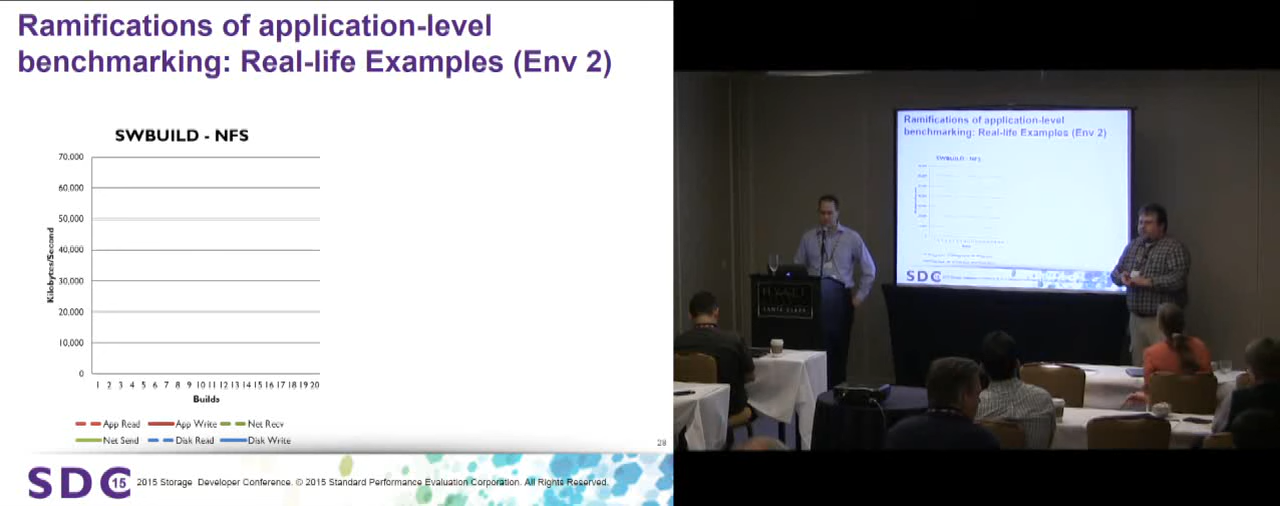 Ramifications of application-level
benchmarking: Real-life Examples (Env 2)
SWBUILD - NFS
70,000
60,000
50,000
40,000
30,000
20,000
10,000
0
Kilobytes/Second
1 2 3 4 5 6 7 8 9 10 11 12 13 14 15 16 17 18 19 20
Builds
App Read App Write Net Recv
Net Send Disk Read Disk Write
28
SDC 15 2015 Storage Developer Conference. © 2015 Standard Performance Evaluation Corporation. All Rights Reserved.
Ramifications of application-level
benchmarking: Real-life Examples (Env 2)
SWBUILD - NFS
SDC
HYATT
SANTA CLARA